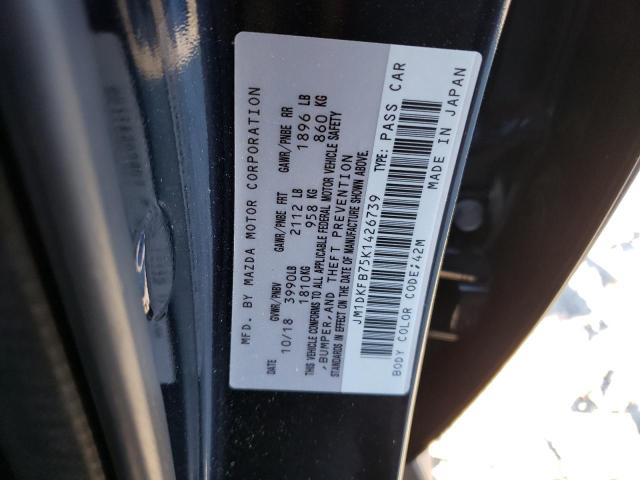 MFD. BY MAZDA MOTOR CORPORATION
DATE GVWR/PNBV GAWR/PNBE FRT GAWR/PNBE RR
10/18 3990LB 2112 LB 1896 LB
1810KG 958 KG 860 KG
THIS VEHICLE CONFORMS TO ALL APPLICABLE FEDERAL MOTOR VEHICLE SAFETY
, BUMPER, AND THEFT PREVENTION
STANDARDS IN EFFECT ON THE DATE OF MANUFACTURE SHOWN ABOVE.
JM1DKFB75K1426739 TYPE: PASS CAR
BODY COLOR CODE;42M MADE IN JAPAN